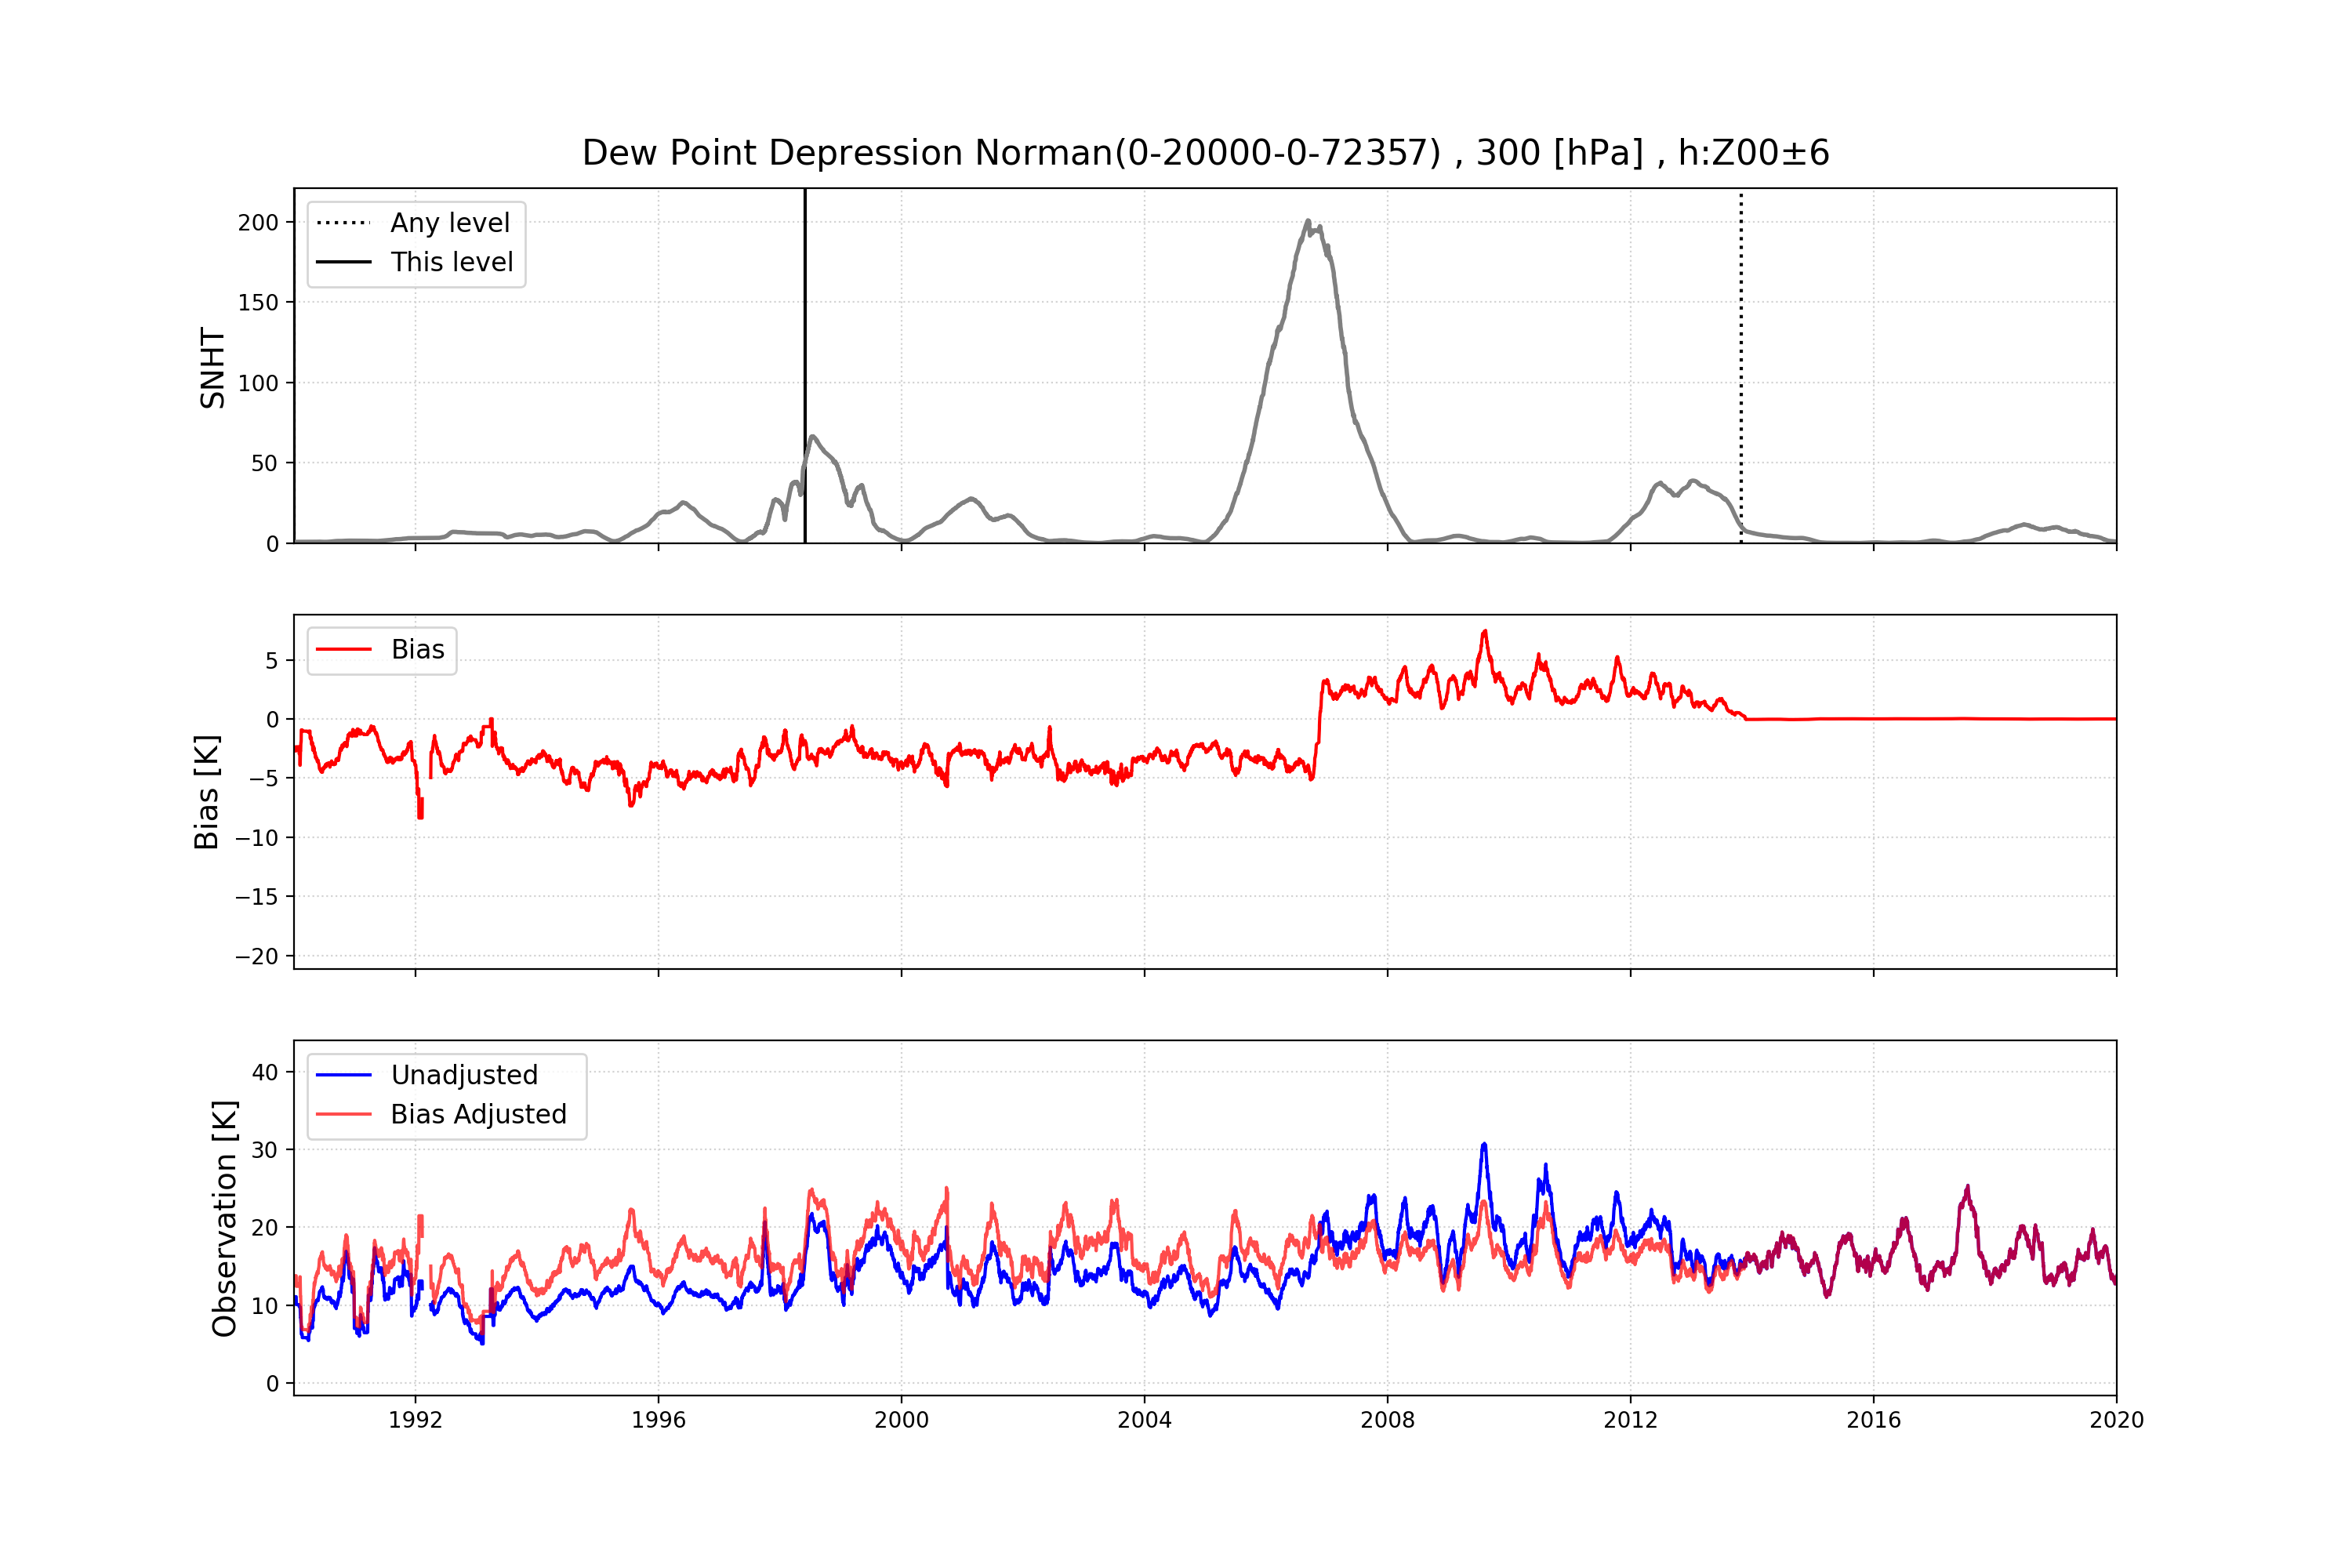 Dew Point Depression Norman(0-20000-0-72357) , 300 [hPa] , h:Z00±6
SNHT
200
150
100
50
0
Any level
This level
Bias [K]
5
0
−5
−10
−15
−20
Bias
Observation [K]
40
30
20
10
0
Unadjusted
Bias Adjusted
1992 1996 2000 2004 2008 2012 2016 2020